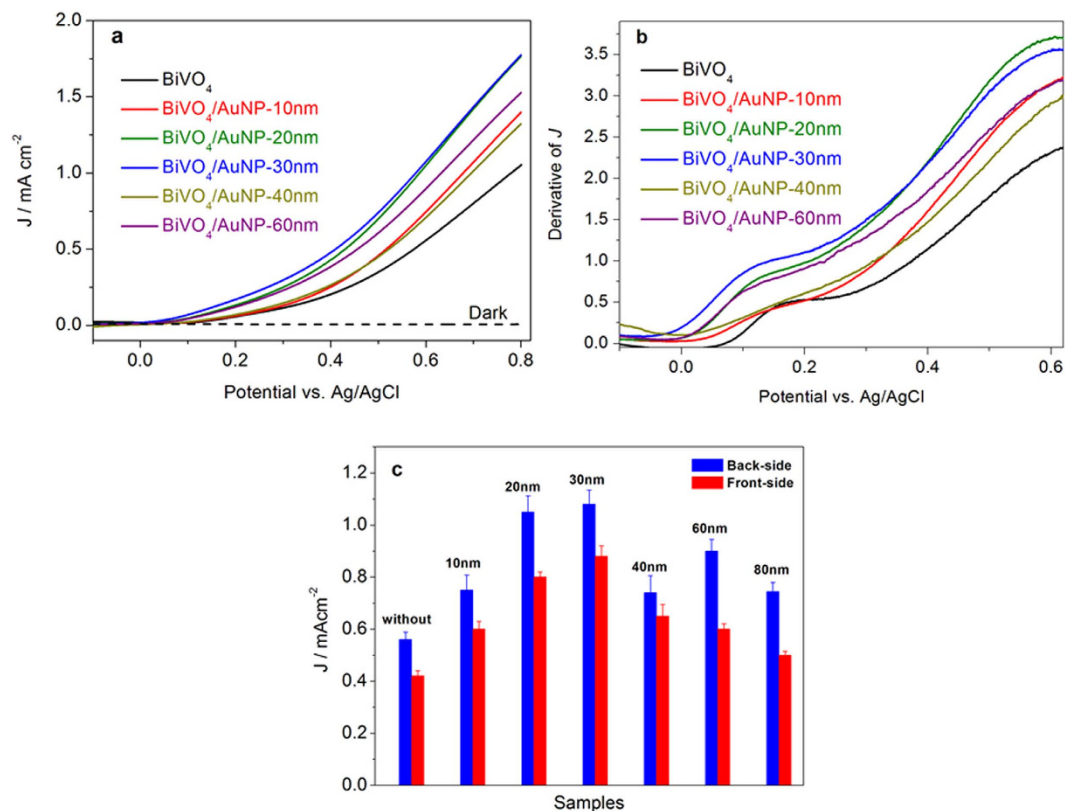 a
2.0
1.5
1.0
0.5
0.0
J / mA cm⁻²
BiVO₄
BiVO₄/AuNP-10nm
BiVO₄/AuNP-20nm
BiVO₄/AuNP-30nm
BiVO₄/AuNP-40nm
BiVO₄/AuNP-60nm
Dark
0.0 0.2 0.4 0.6 0.8
Potential vs. Ag/AgCl
b
3.5
3.0
2.5
2.0
1.5
1.0
0.5
0.0
Derivative of J
BiVO₄
BiVO₄/AuNP-10nm
BiVO₄/AuNP-20nm
BiVO₄/AuNP-30nm
BiVO₄/AuNP-40nm
BiVO₄/AuNP-60nm
0.0 0.2 0.4 0.6
Potential vs. Ag/AgCl
c
Back-side
Front-side
1.2
1.0
0.8
0.6
0.4
0.2
0.0
J / mAcm⁻²
without
10nm
20nm
30nm
40nm
60nm
80nm
Samples